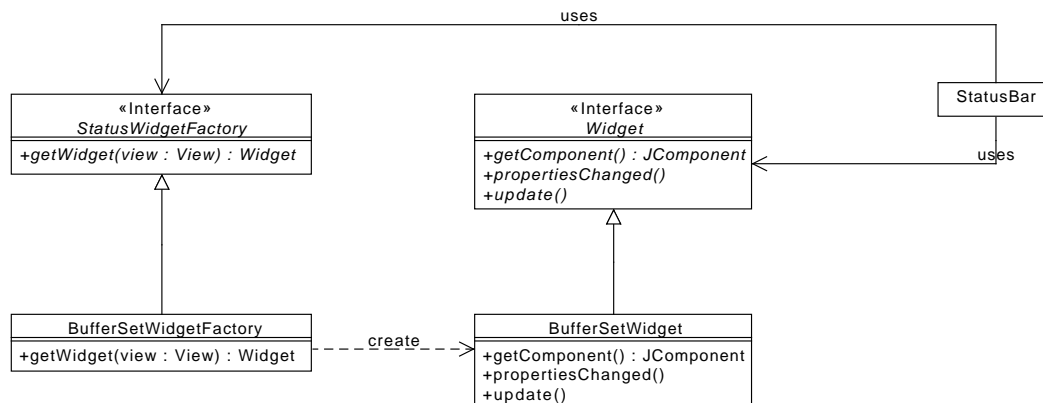 uses
«Interface»
StatusWidgetFactory
+getWidget(view : View) : Widget
«Interface»
Widget
+getComponent() : JComponent
+propertiesChanged()
+update()
StatusBar
uses
BufferSetWidgetFactory
+getWidget(view : View) : Widget
create
BufferSetWidget
+getComponent() : JComponent
+propertiesChanged()
+update()